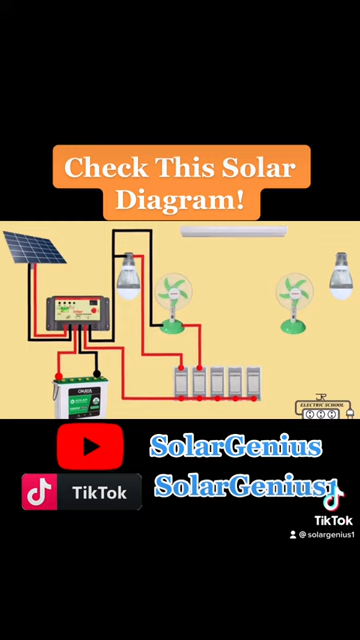 Check This Solar
Diagram!
ELECTRIC SCHOOL
SolarGenius
TikTok
SolarGenius1
TikTok
@solargenius1